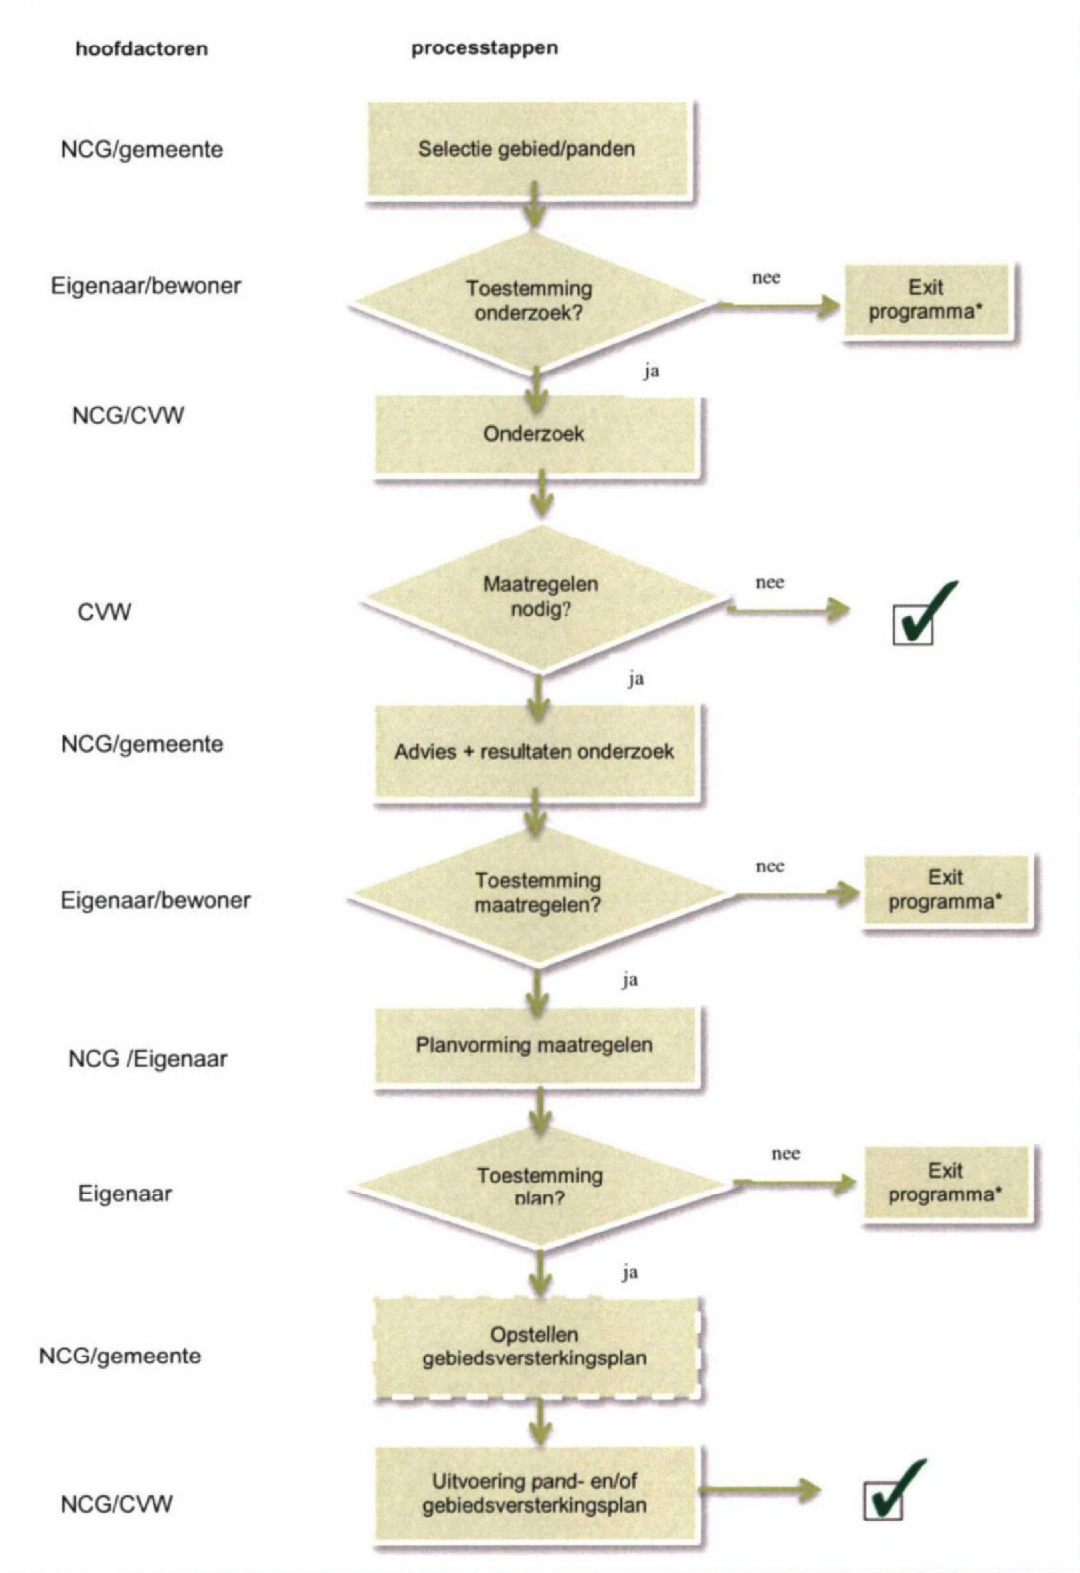 hoofdactoren processtappen
NCG/gemeente
Selectie gebied/panden
Eigenaar/bewoner
Toestemming
onderzoek?
nee
Exit
programma*
ja
NCG/CVW
Onderzoek
CVW
Maatregelen
nodig?
nee
ja
NCG/gemeente
Advies + resultaten onderzoek
Eigenaar/bewoner
Toestemming
maatregelen?
nee
Exit
programma*
ja
NCG /Eigenaar
Planvorming maatregelen
Eigenaar
Toestemming
plan?
nee
Exit
programma*
ja
NCG/gemeente
Opstellen
gebiedsversterkingsplan
NCG/CVW
Uitvoering pand- en/of
gebiedsversterkingsplan